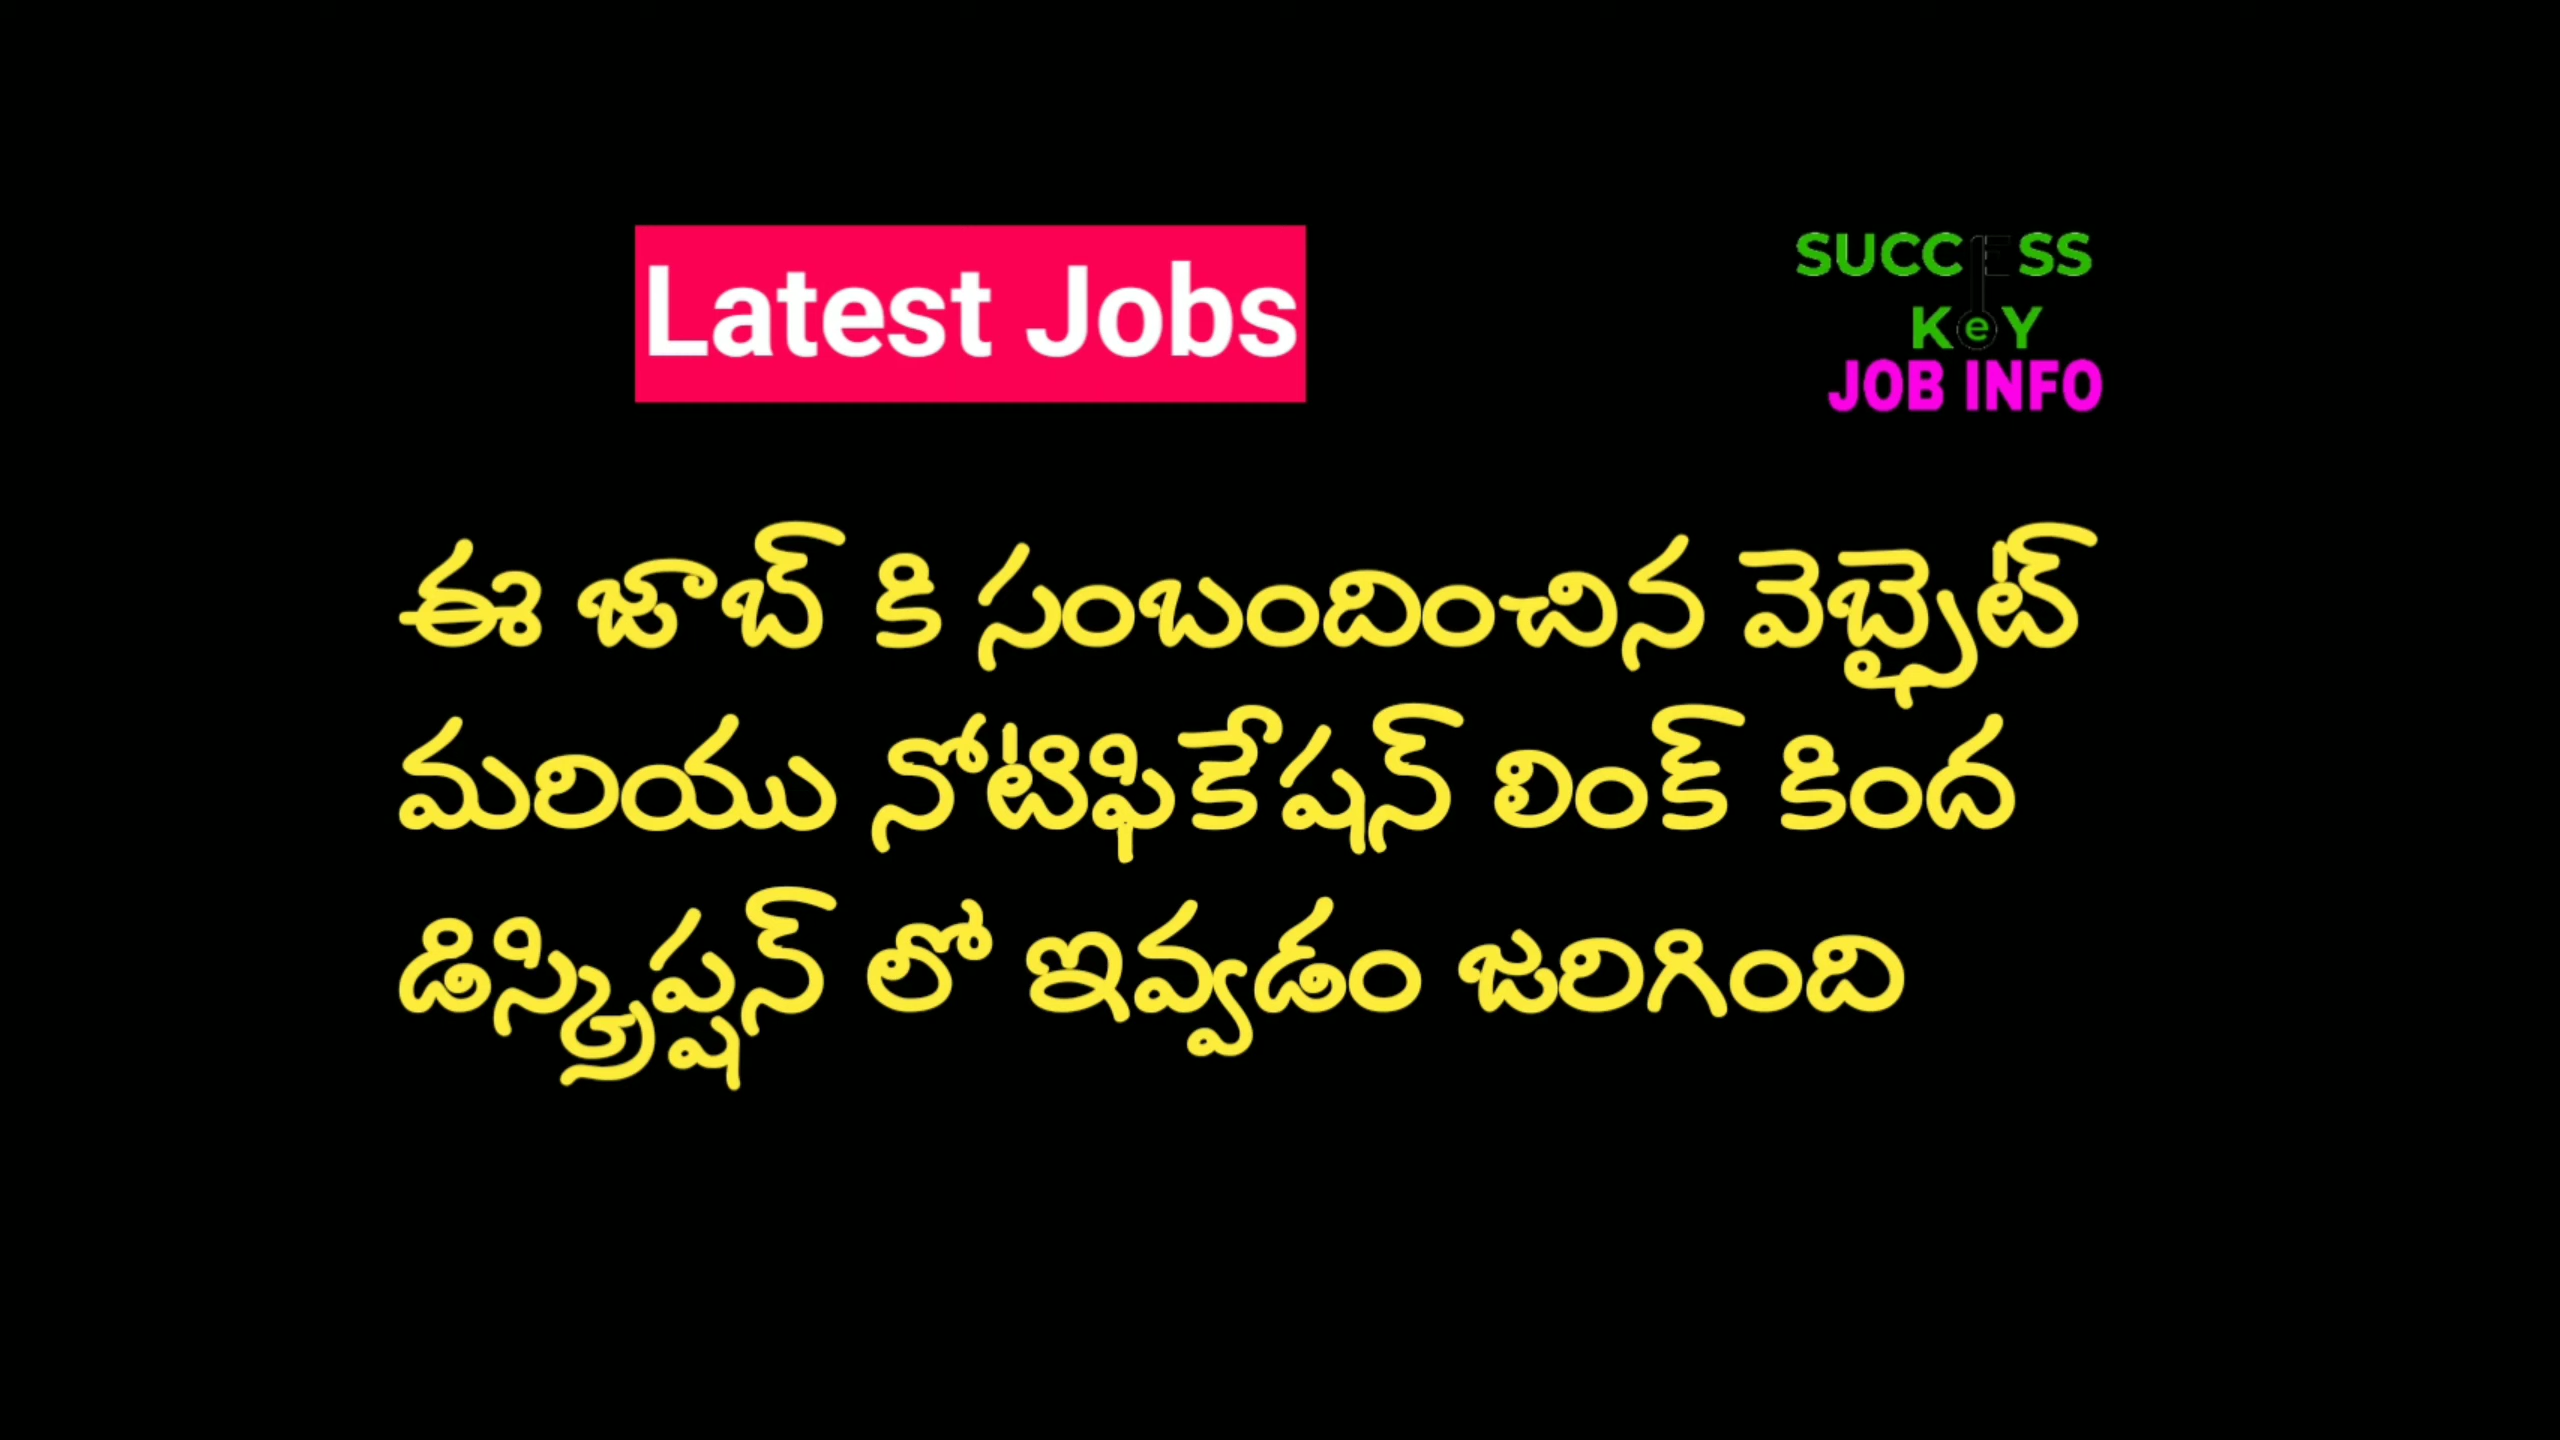 Latest Jobs
SUCCESS
KeY
JOB INFO
ఈ జాబ్ కి సంబందించిన వెబ్సైట్
మరియు నోటిఫికేషన్ లింక్ కింద
డిస్క్రిప్షన్ లో ఇవ్వడం జరిగింది